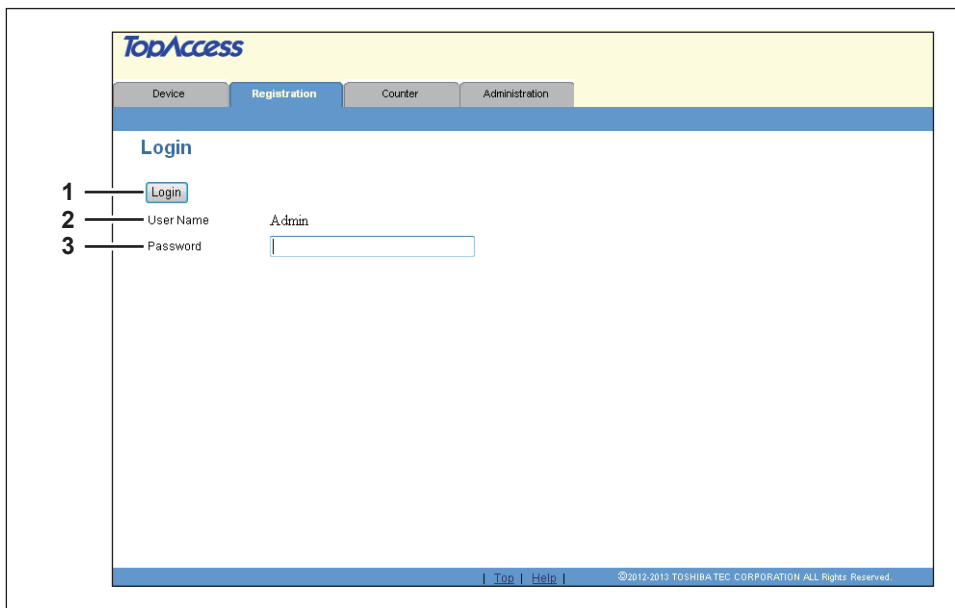 TopAccess
Device Registration Counter Administration
Login
1 Login
2 User Name Admin
3 Password
| Top | Help | ©2012-2013 TOSHIBA TEC CORPORATION ALL Rights Reserved.